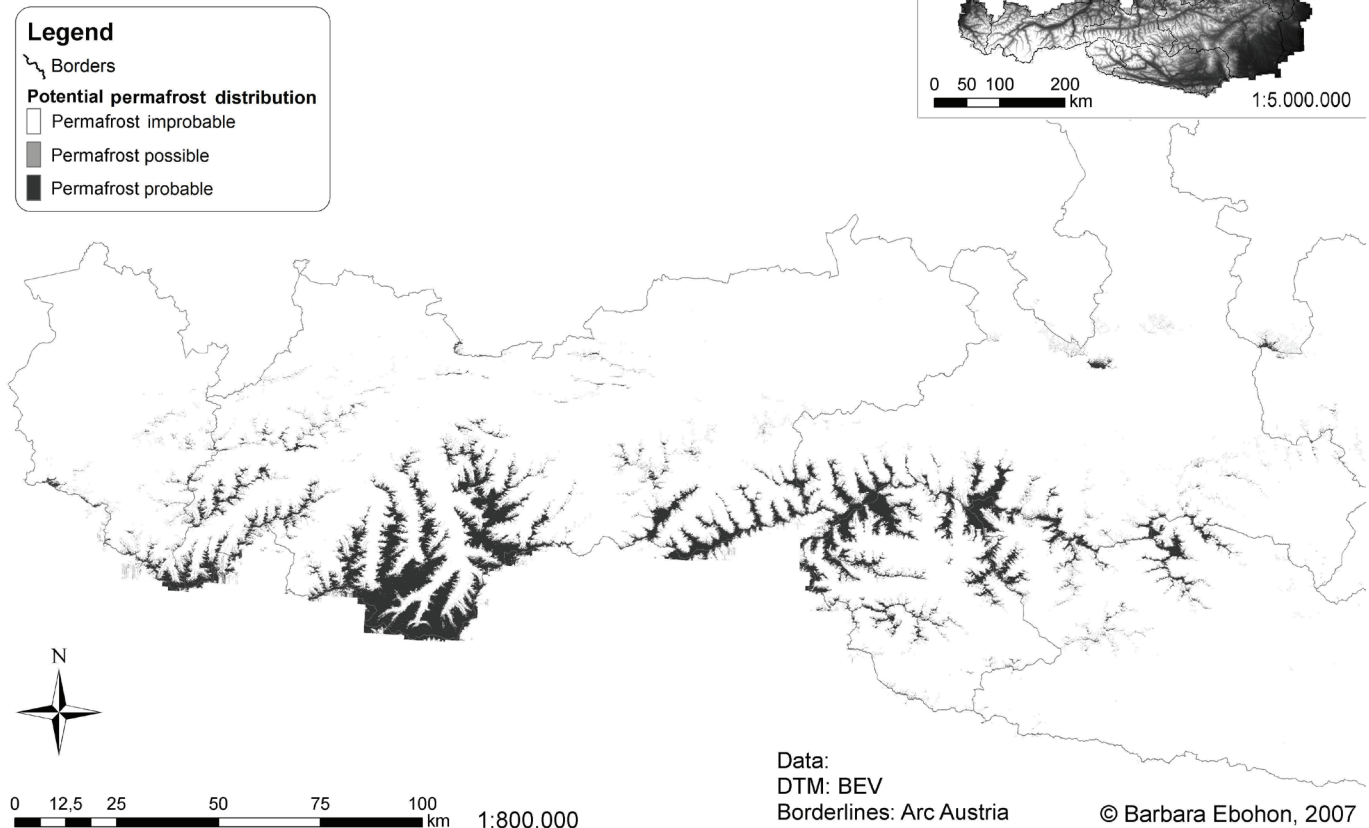 Legend
Borders
Potential permafrost distribution
Permafrost improbable
Permafrost possible
Permafrost probable
0 50 100 200
km
1:5.000.000
N
0 12,5 25 50 75 100
km
1:800.000
Data:
DTM: BEV
Borderlines: Arc Austria
© Barbara Ebohon, 2007